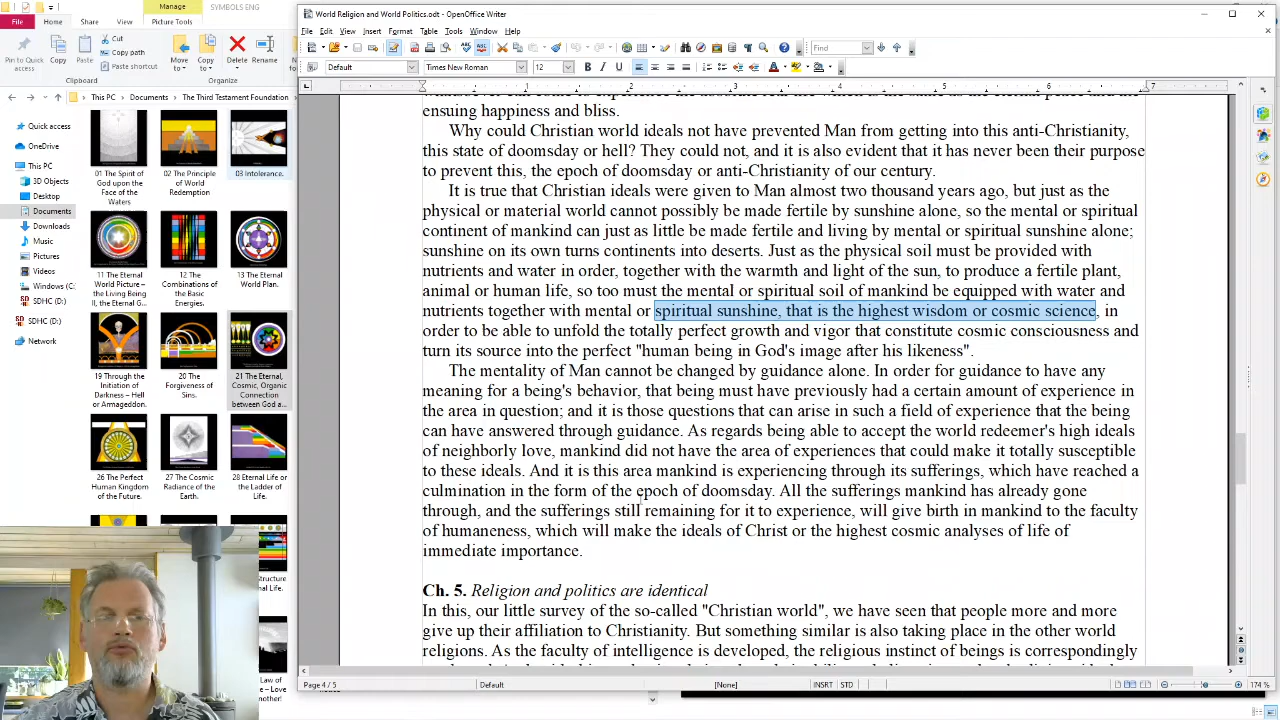 Manage
SYMBOLS ENG
File
Home
Share
View
Picture Tools
Pin to Quick access
Copy
Paste
Cut
Copy path
Paste shortcut
Move to
Copy to
Delete
Rename
Clipboard
Organize
This PC
Documents
The Third Testament Foundation
Quick access
OneDrive
This PC
3D Objects
Desktop
Documents
Downloads
Music
Pictures
Videos
Windows (C:
SDHC (D:)
SDHC (D:)
Network
01 The Spirit of God upon the Face of the Waters
02 The Principle of World Redemption
03 Intolerance.
11 The Eternal World Picture – the Living Being II, the Eternal G...
12 The Combinations of the Basic Energies.
13 The Eternal World Plan.
19 Through the Initiation of Darkness – Hell or Armageddon.
20 The Forgiveness of Sins.
21 The Eternal, Cosmic, Organic Connection between God a...
26 The Perfect Human Kingdom of the Future.
27 The Cosmic Radiance of the Earth.
28 Eternal Life or the Ladder of Life.
Structure
nal Life.
Law of
e – Love
nother!
World Religion and World Politics.odt - OpenOffice Writer
File Edit View Insert Format Table Tools Window Help
Find
Default
Times New Roman
12
1 2 3 4 5 6 7
ensuing happiness and bliss.
Why could Christian world ideals not have prevented Man from getting into this anti-Christianity,
this state of doomsday or hell? They could not, and it is also evident that it has never been their purpose
to prevent this, the epoch of doomsday or anti-Christianity of our century.
It is true that Christian ideals were given to Man almost two thousand years ago, but just as the
physical or material world cannot possibly be made fertile by sunshine alone, so the mental or spiritual
continent of mankind can just as little be made fertile and living by mental or spiritual sunshine alone;
sunshine on its own turns continents into deserts. Just as the physical soil must be provided with
nutrients and water in order, together with the warmth and light of the sun, to produce a fertile plant,
animal or human life, so to must the mental or spiritual soil of mankind be equipped with water and
nutrients together with mental or spiritual sunshine, that is the highest wisdom or cosmic science, in
order to be able to unfold the totally perfect growth and vigor that constitute cosmic consciousness and
turn its source into the perfect "human being in God's image after his likeness".
The mentality of Man cannot be changed by guidance alone. In order for guidance to have any
meaning for a being's behavior, that being must have previously had a certain amount of experience in
the area in question; and it is those questions that can arise in such a field of experience that the being
can have answered through guidance. As regards being able to accept the world redeemer's high ideals
of neighborly love, mankind did not have the area of experiences that could make it totally susceptible
to these ideals. And it is this area mankind is experiencing through its sufferings, which have reached a
culmination in the form of the epoch of doomsday. All the sufferings mankind has already gone
through, and the sufferings still remaining for it to experience, will give birth in mankind to the faculty
of humaneness which will make the ideals of Christ or the highest cosmic analyses of life of
immediate importance.
Ch. 5. Religion and politics are identical
In this, our little survey of the so-called "Christian world", we have seen that people more and more
give up their affiliation to Christianity. But something similar is also taking place in the other world
religions. As the faculty of intelligence is developed, the religious instinct of beings is correspondingly
Page 4 / 5
Default
[None]
INSRT
STD
174 %